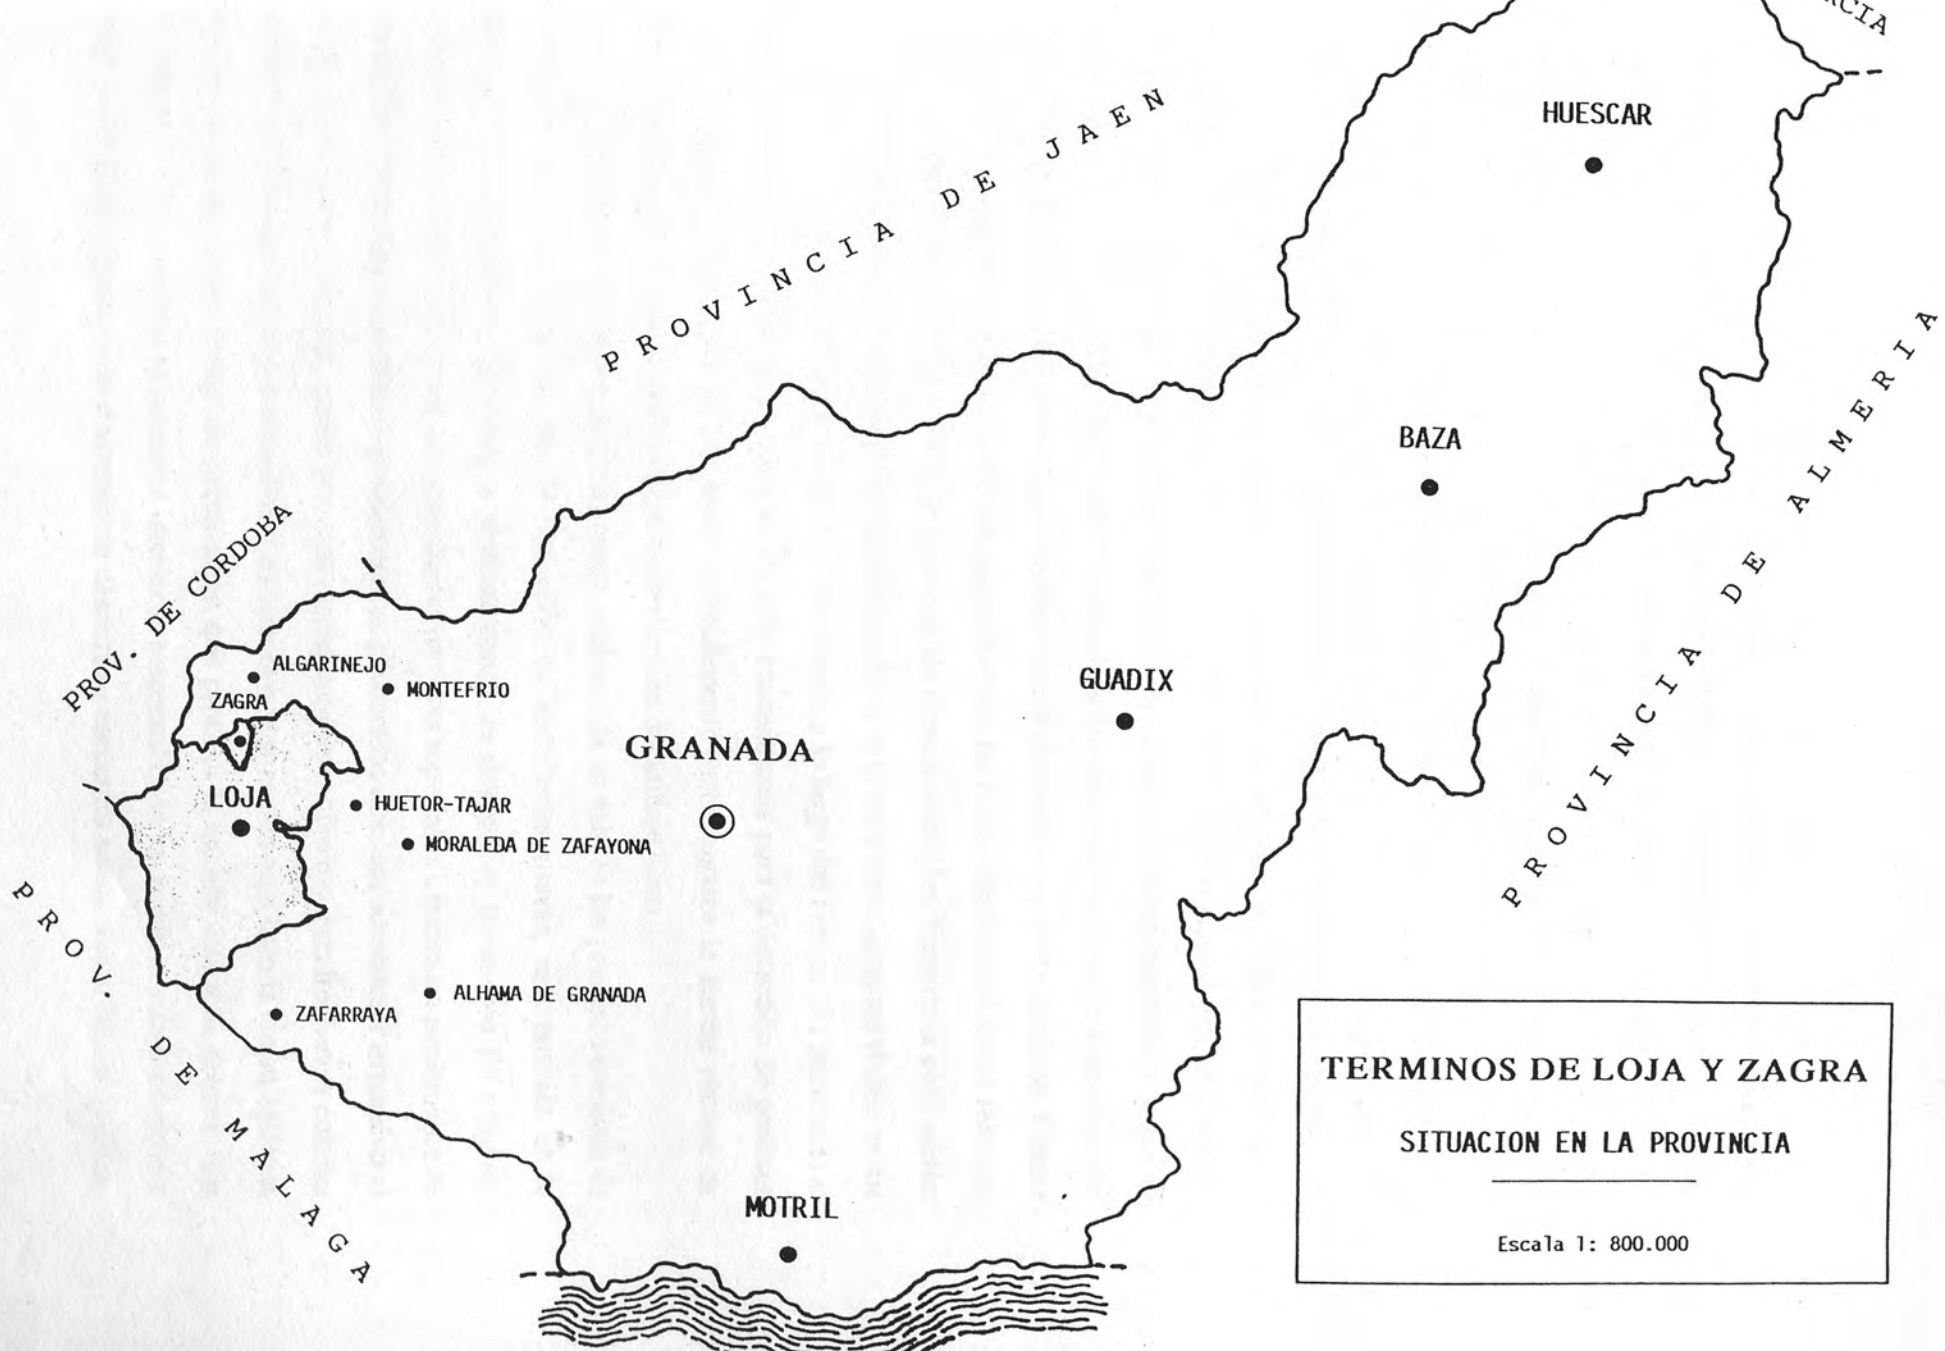 HUESCAR
PROVINCIA DE JAEN
BAZA
PROVINCIA DE ALMERIA
PROV. DE CORDOBA
ALGARINEJO
MONTEFRIO
ZAGRA
GUADIX
GRANADA
LOJA
HUETOR-TAJAR
MORALEDA DE ZAFAYONA
ALHAMA DE GRANADA
ZAFARRAYA
PROV. DE MALAGA
MOTRIL
TERMINOS DE LOJA Y ZAGRA
SITUACION EN LA PROVINCIA
Escala 1: 800.000